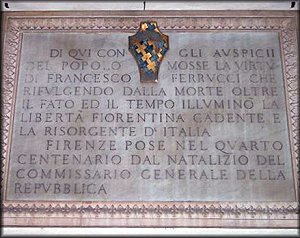 DI QUI CON GLI AVSPICII
DEL POPOLO MOSSE LA VIRTV
DI FRANCESCO FERRVCCI CHE
RIFVLGENDO DALLA MORTE OLTRE
IL FATO ED IL TEMPO ILLVMINO LA
LIBERTÀ FIORENTINA CADENTE E
LA RISORGENTE D'ITALIA
FIRENZE POSE NEL QVARTO
CENTENARIO DAL NATALIZIO DEL
COMMISSARIO GENERALE DELLA
REPVBBLICA